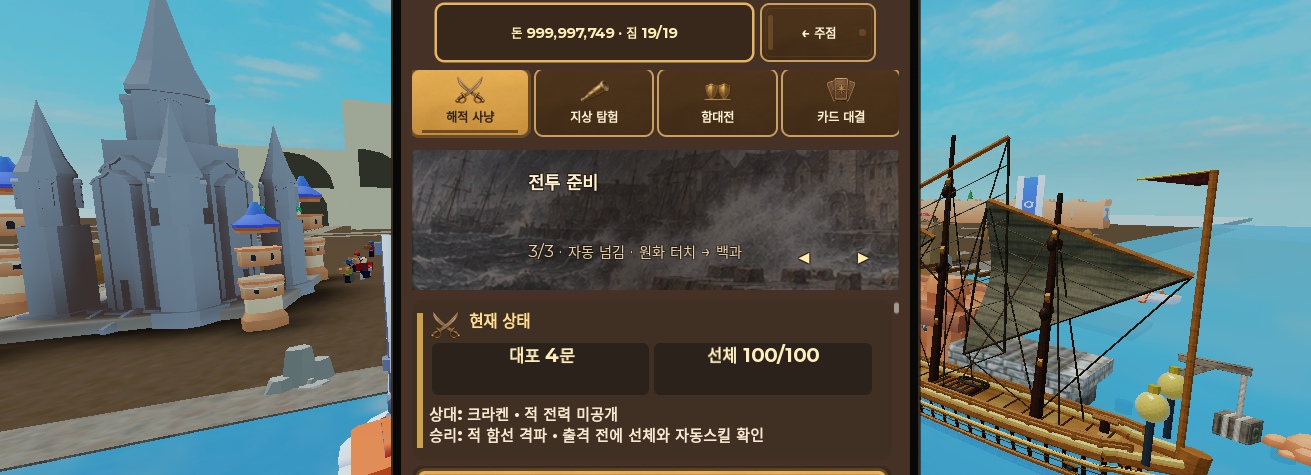 돈 999,997,749 · 짐 19/19
← 주점
해적 사냥
지상 탐험
함대전
카드 대결
전투 준비
3/3 · 자동 넘김 · 원화 터치 → 백과
◀ ▶
현재 상태
대포 4문
선체 100/100
상대: 크라켄 • 적 전력 미공개
승리: 적 함선 격파 • 출격 전에 선체와 자동스킬 확인